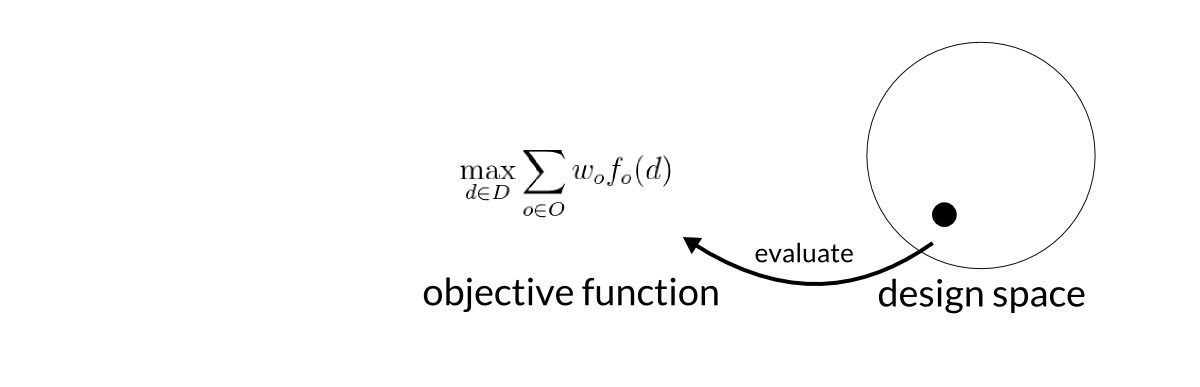 max d∈D ∑ o∈O w_o f_o(d)
evaluate
objective function
design space